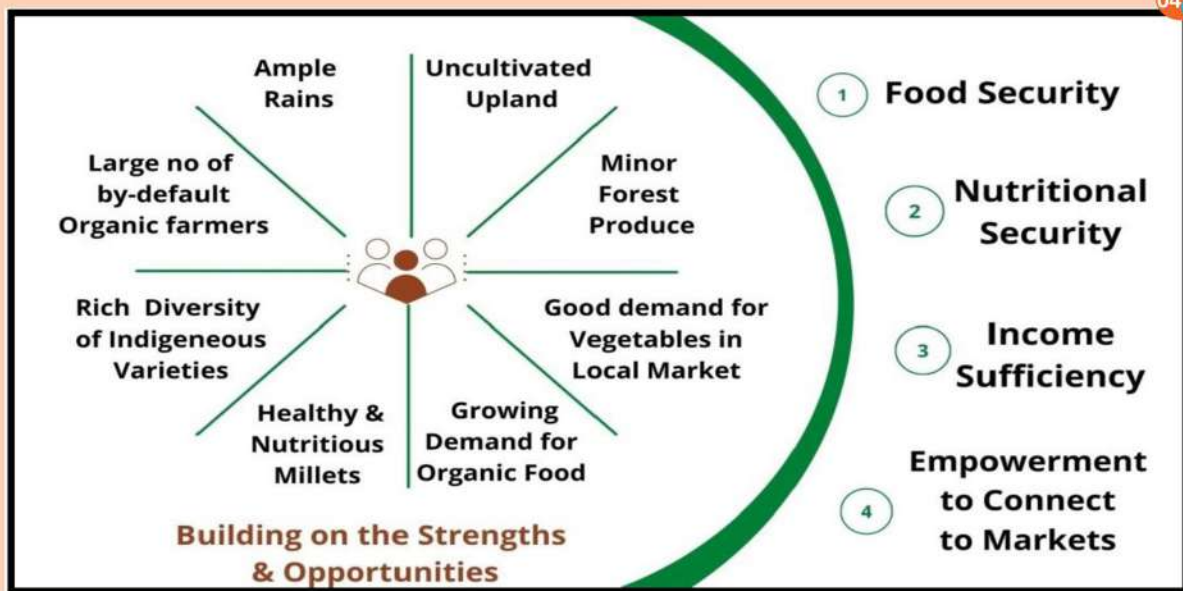 04
Ample
Rains
Uncultivated
Upland
Large no of
by-default
Organic farmers
Minor
Forest
Produce
Rich Diversity
of Indigeneous
Varieties
Good demand for
Vegetables in
Local Market
Healthy &
Nutritious
Millets
Growing
Demand for
Organic Food
Building on the Strengths
& Opportunities
1
Food Security
2
Nutritional
Security
3
Income
Sufficiency
4
Empowerment
to Connect
to Markets